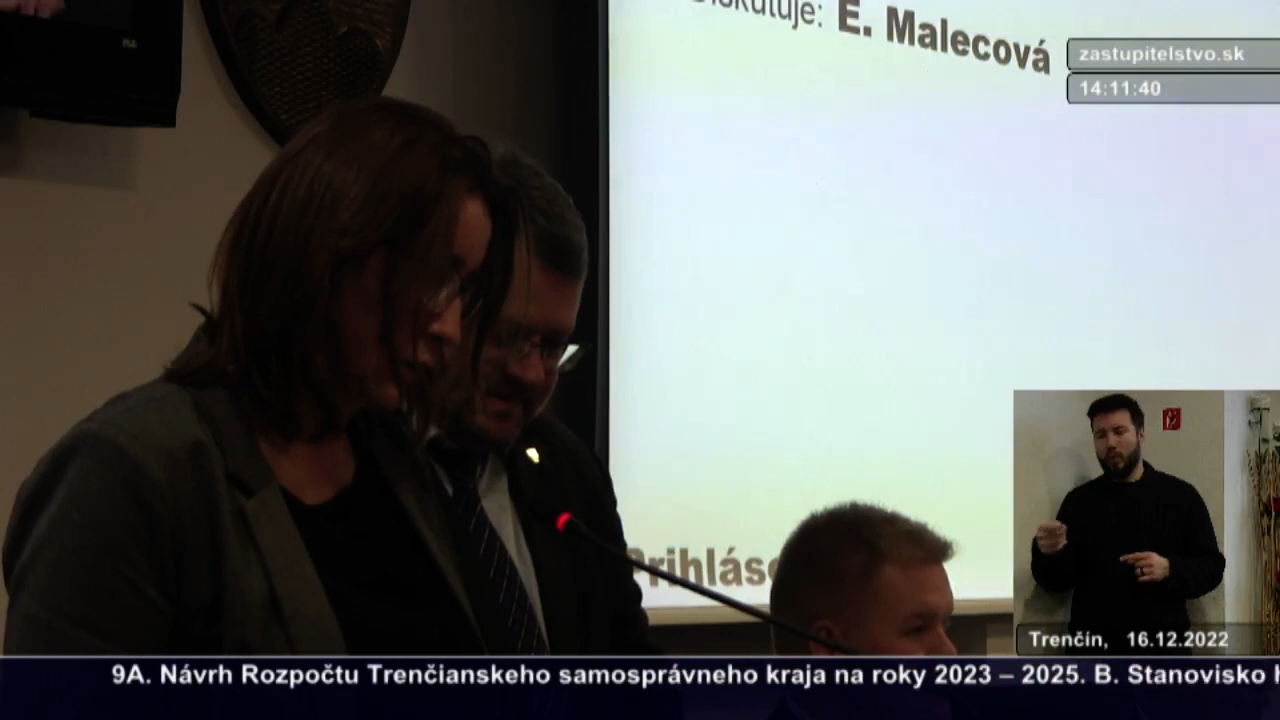 Diskutuje: E. Malecová
zastupitelstvo.sk
14:11:40
Trenčín, 16.12.2022
9A. Návrh Rozpočtu Trenčianskeho samosprávneho kraja na roky 2023 – 2025. B. Stanovisko